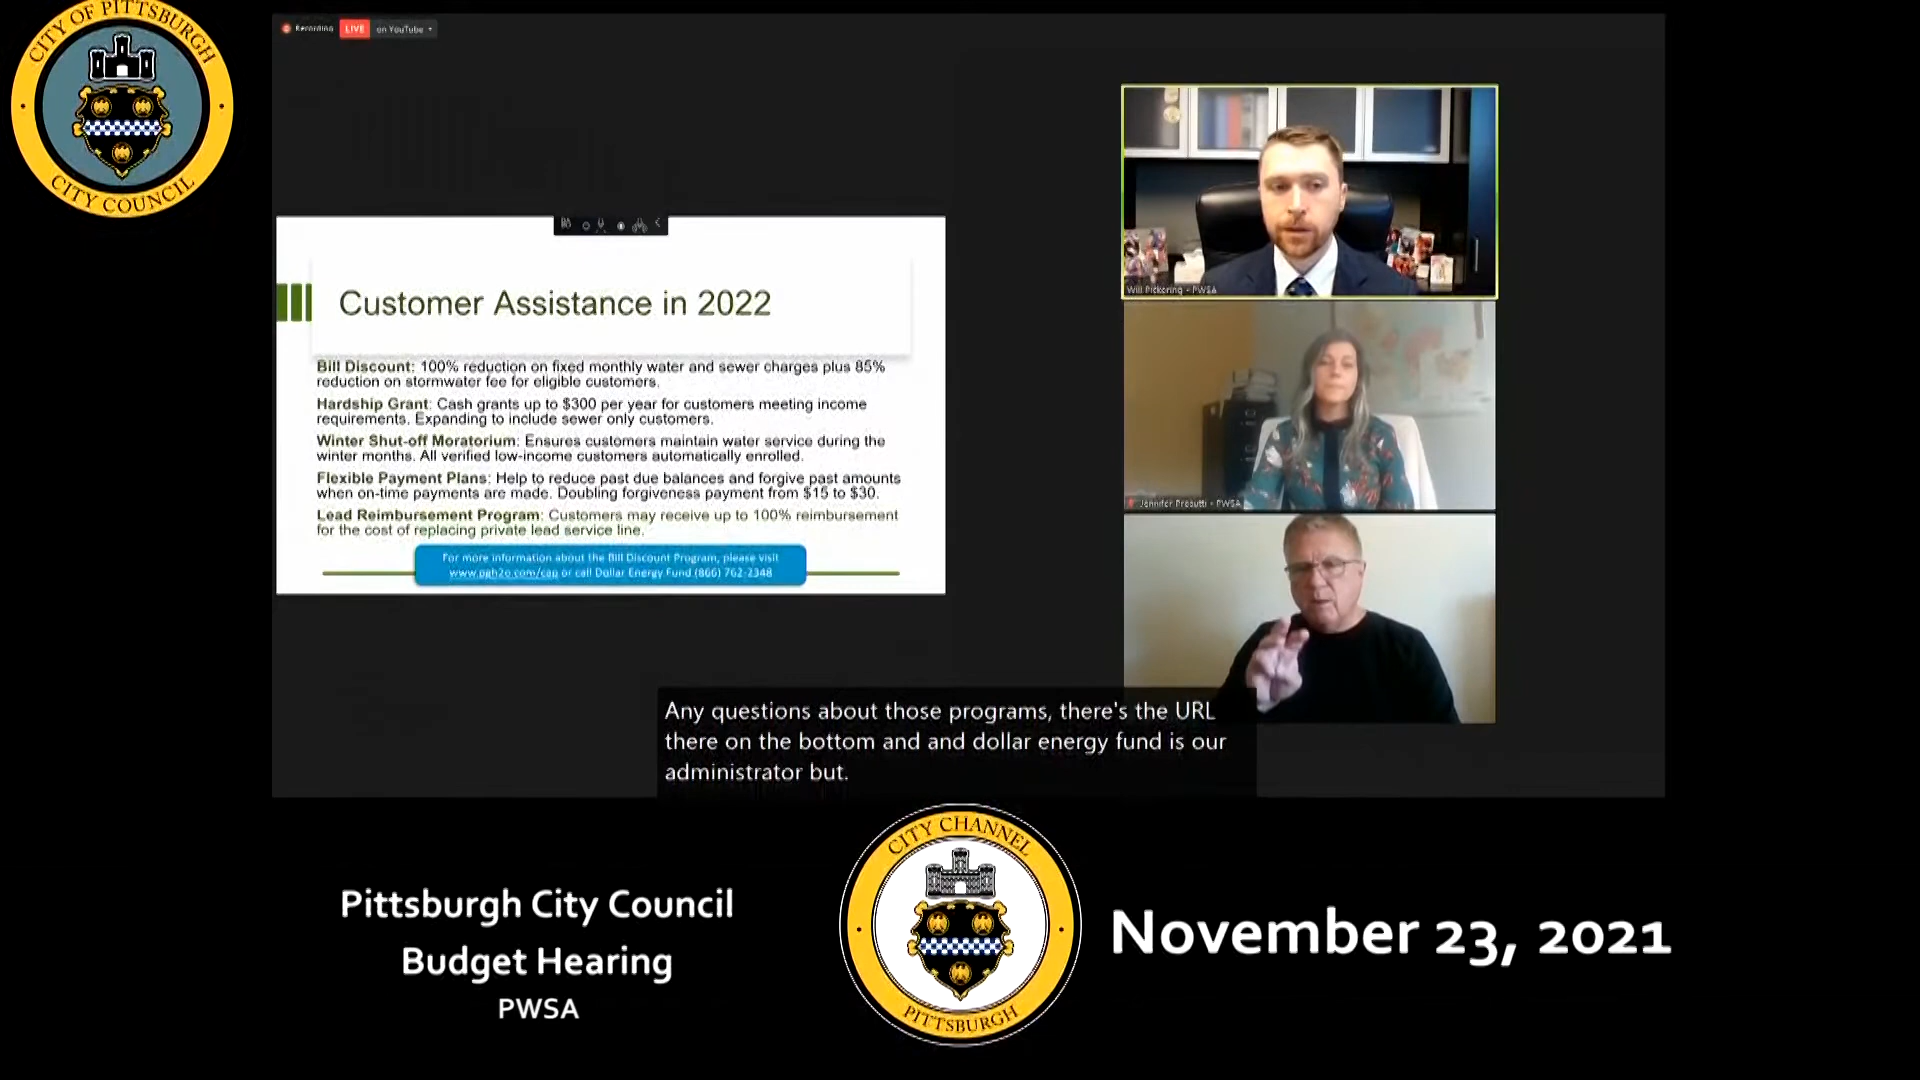 CITY OF PITTSBURGH
CITY COUNCIL
Recording LIVE on YouTube
Customer Assistance in 2022
Bill Discount: 100% reduction on fixed monthly water and sewer charges plus 85%
reduction on stormwater fee for eligible customers.
Hardship Grant: Cash grants up to $300 per year for customers meeting income
requirements. Expanding to include sewer only customers.
Winter Shut-off Moratorium: Ensures customers maintain water service during the
winter months. All verified low-income customers automatically enrolled.
Flexible Payment Plans: Help to reduce past due balances and forgive past amounts
when on-time payments are made. Doubling forgiveness payment from $15 to $30.
Lead Reimbursement Program: Customers may receive up to 100% reimbursement
for the cost of replacing private lead service line.
For more information about the Bill Discount Program, please visit
www.pgh2o.com/cap or call Dollar Energy Fund (866) 762-2348
Will Pickering - PWSA
Jennifer Presutti - PWSA
Any questions about those programs, there's the URL
there on the bottom and and dollar energy fund is our
administrator but.
Pittsburgh City Council
Budget Hearing
PWSA
CITY CHANNEL
PITTSBURGH
November 23, 2021